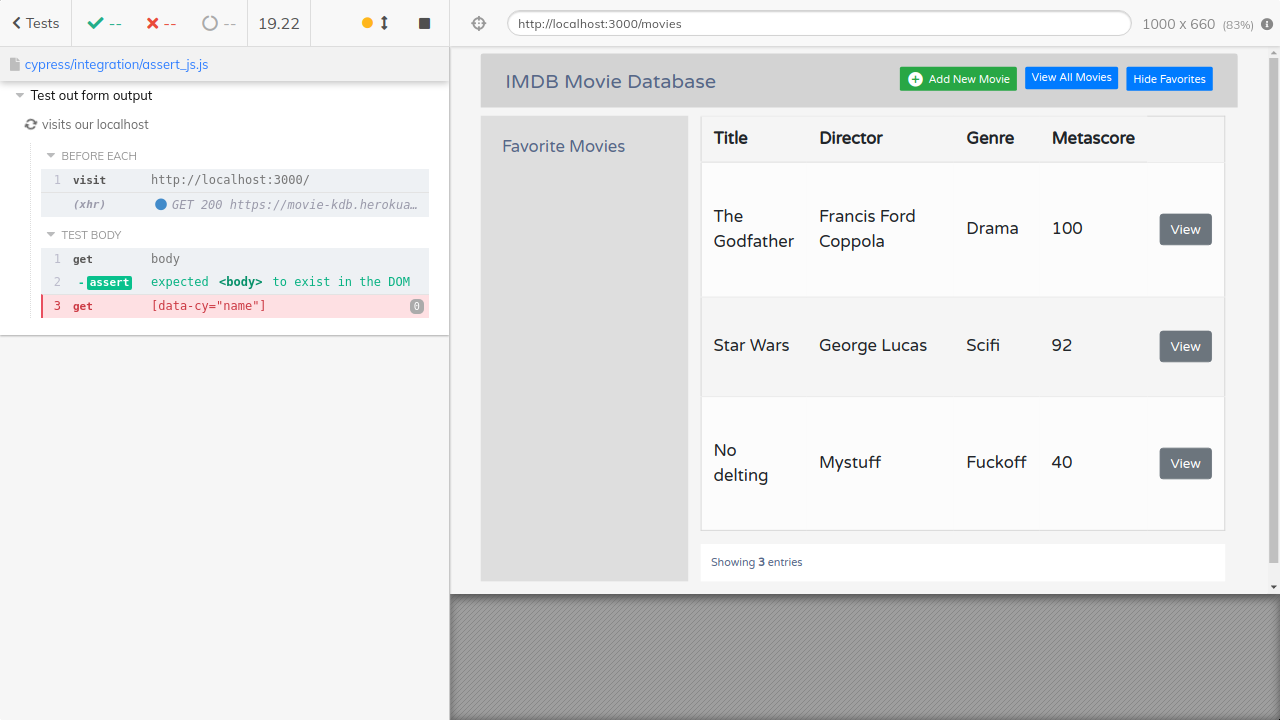 Tests
--
--
--
19.22
http://localhost:3000/movies
1000 x 660 (83%)
cypress/integration/assert_js.js
Test out form output
visits our localhost
BEFORE EACH
1 visit http://localhost:3000/
(xhr) GET 200 https://movie-kdb.herokua…
TEST BODY
1 get body
2 -assert expected <body> to exist in the DOM
3 get [data-cy="name"] 0
IMDB Movie Database
Add New Movie
View All Movies
Hide Favorites
Favorite Movies
Title Director Genre Metascore
The Godfather Francis Ford Coppola Drama 100 View
Star Wars George Lucas Scifi 92 View
No delting Mystuff Fuckoff 40 View
Showing 3 entries